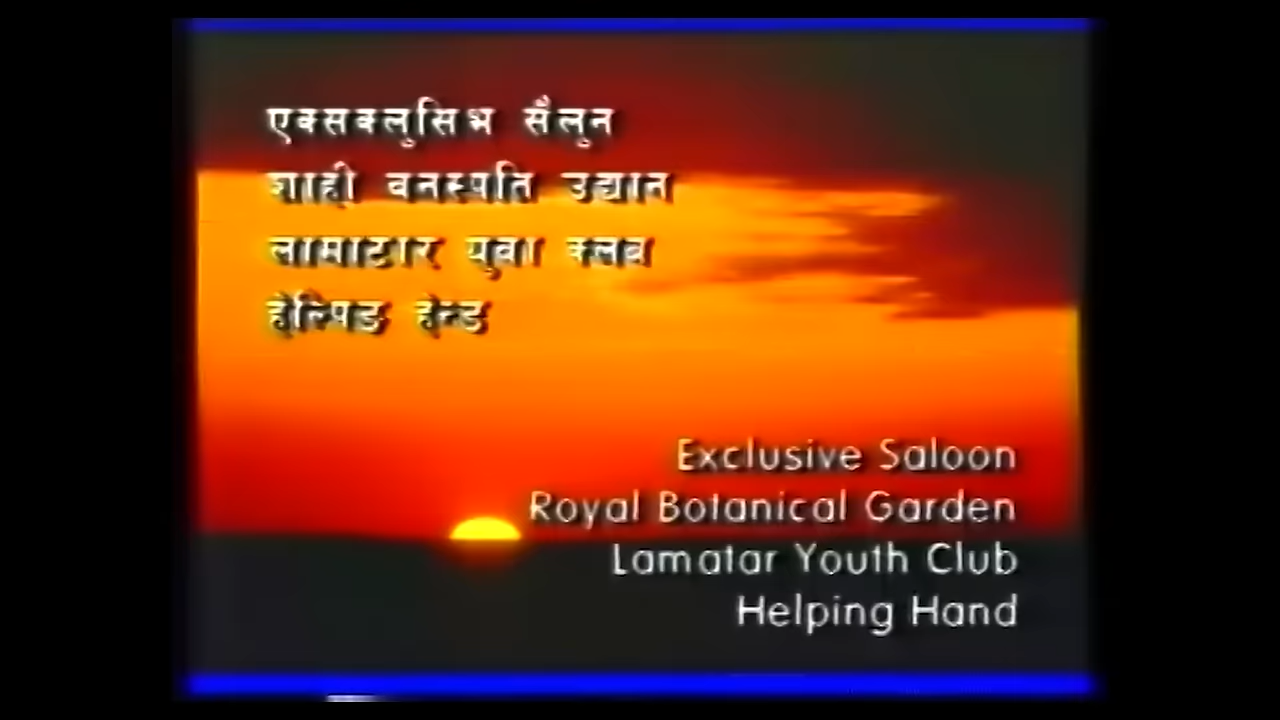 एक्सक्लुसिभ सैलुन
शाही वनस्पति उद्यान
लामाटार युवा क्लब
हेल्पिङ हेन्ड
Exclusive Saloon
Royal Botanical Garden
Lamatar Youth Club
Helping Hand